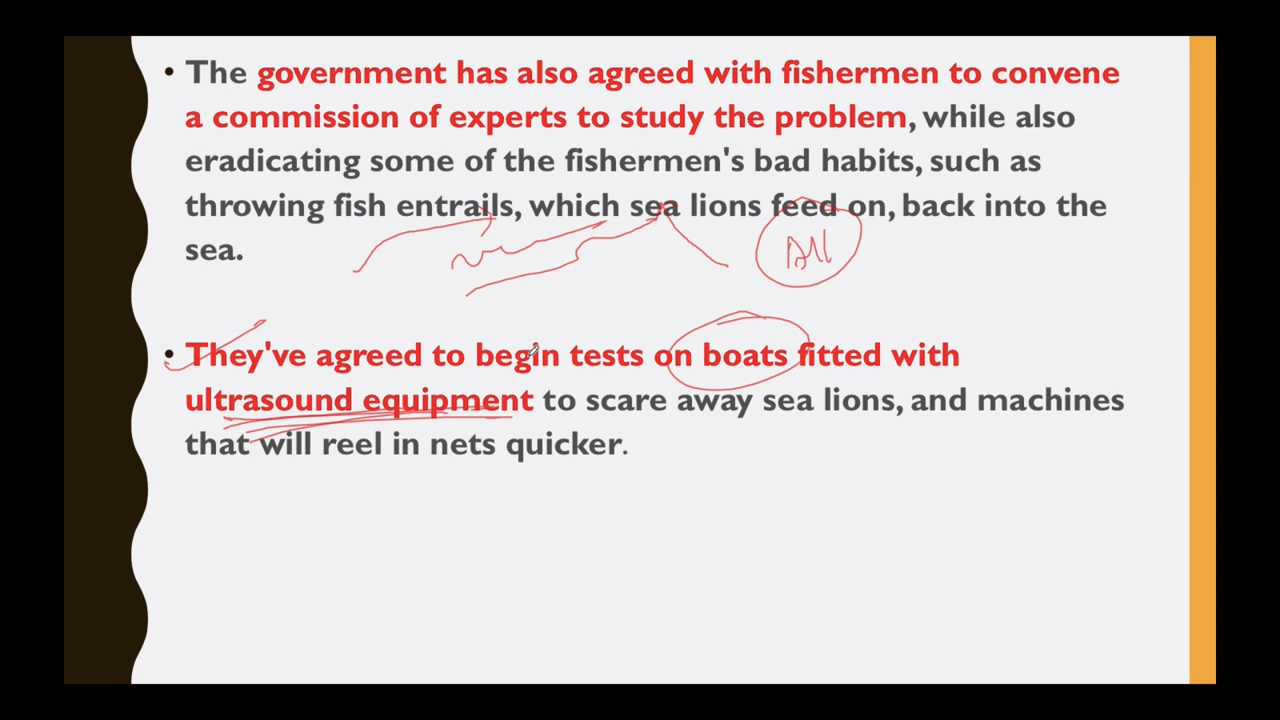 • The government has also agreed with fishermen to convene
a commission of experts to study the problem, while also
eradicating some of the fishermen's bad habits, such as
throwing fish entrails, which sea lions feed on, back into the
sea.
• They've agreed to begin tests on boats fitted with
ultrasound equipment to scare away sea lions, and machines
that will reel in nets quicker.